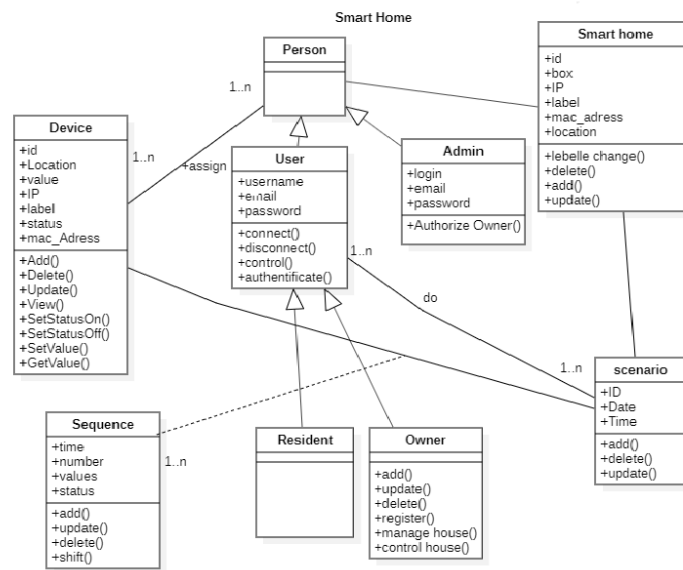 Smart Home
Person
Smart home
+id
+box
+IP
+label
+mac_adress
+location
+lebelle change()
+delete()
+add()
+update()
1..n
Device
+id
+Location
+value
+IP
+label
+status
+mac_Adress
+Add()
+Delete()
+Update()
+View()
+SetStatusOn()
+SetStatusOff()
+SetValue()
+GetValue()
1..n
+assign
User
+username
+email
+password
+connect()
+disconnect()
+control()
+authentificate()
Admin
+login
+email
+password
+Authorize Owner()
1..n
do
1..n
scenario
+ID
+Date
+Time
+add()
+delete()
+update()
Sequence
+time
+number
+values
+status
+add()
+update()
+delete()
+shift()
1..n
Resident
Owner
+add()
+update()
+delete()
+register()
+manage house()
+control house()